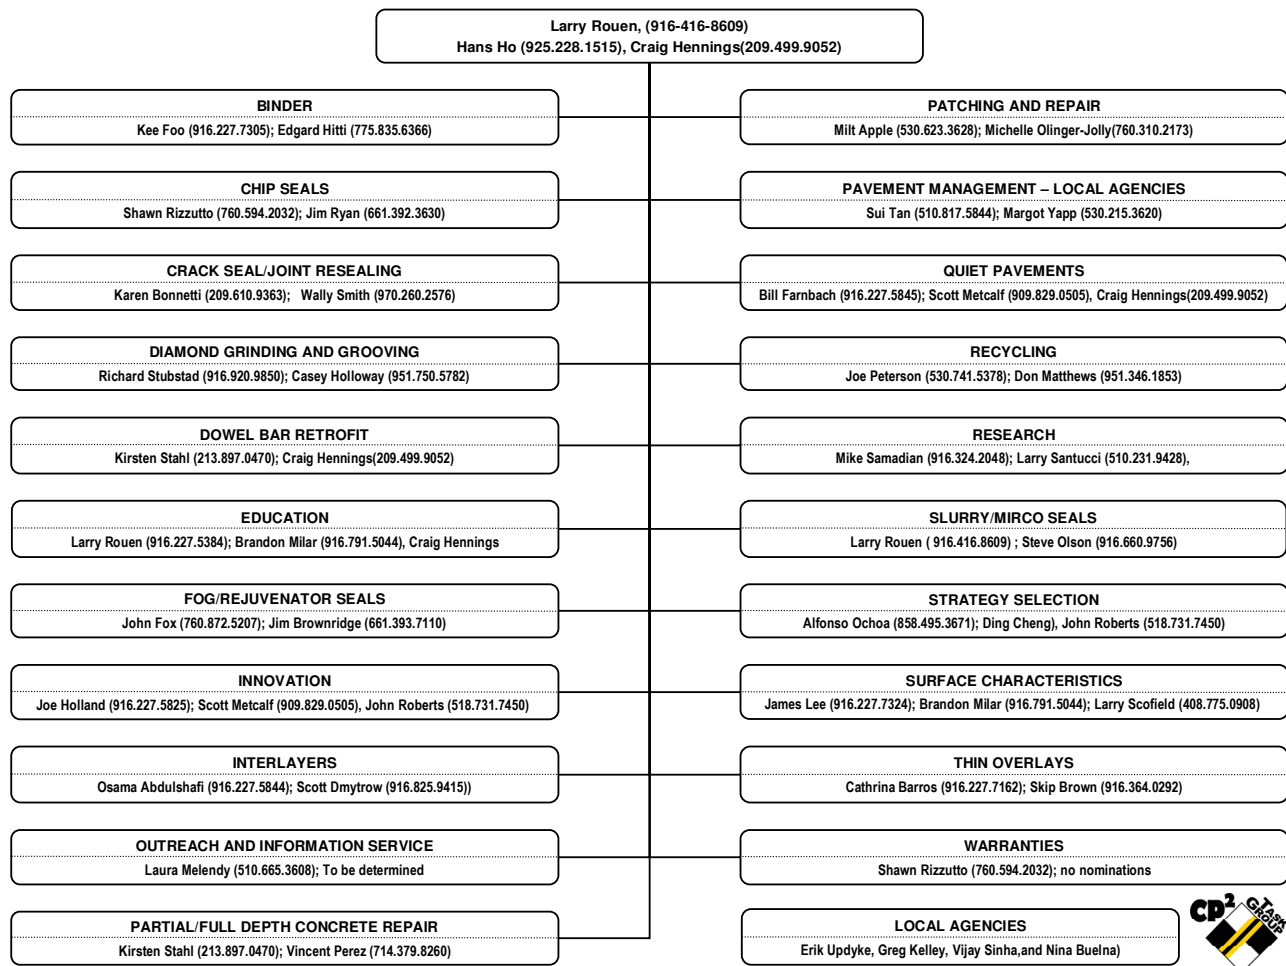 Larry Rouen, (916-416-8609)
Hans Ho (925.228.1515), Craig Hennings(209.499.9052)
BINDER
Kee Foo (916.227.7305); Edgard Hitti (775.835.6366)
CHIP SEALS
Shawn Rizzutto (760.594.2032); Jim Ryan (661.392.3630)
CRACK SEAL/JOINT RESEALING
Karen Bonnetti (209.610.9363); Wally Smith (970.260.2576)
DIAMOND GRINDING AND GROOVING
Richard Stubstad (916.920.9850); Casey Holloway (951.750.5782)
DOWEL BAR RETROFIT
Kirsten Stahl (213.897.0470); Craig Hennings(209.499.9052)
EDUCATION
Larry Rouen (916.227.5384); Brandon Milar (916.791.5044), Craig Hennings
FOG/REJUVENATOR SEALS
John Fox (760.872.5207); Jim Brownridge (661.393.7110)
INNOVATION
Joe Holland (916.227.5825); Scott Metcalf (909.829.0505), John Roberts (518.731.7450)
INTERLAYERS
Osama Abdulshafi (916.227.5844); Scott Dmytrow (916.825.9415))
OUTREACH AND INFORMATION SERVICE
Laura Melendy (510.665.3608; To be determined
PARTIAL/FULL DEPTH CONCRETE REPAIR
Kirsten Stahl (213.897.0470); Vincent Perez (714.379.8260)
PATCHING AND REPAIR
Milt Apple (530.623.3628); Michelle Olinger-Jolly(760.310.2173)
PAVEMENT MANAGEMENT – LOCAL AGENCIES
Sui Tan (510.817.5844); Margot Yapp (530.215.3620)
QUIET PAVEMENTS
Bill Farnbach (916.227.5845); Scott Metcalf (909.829.0505), Craig Hennings(209.499.9052)
RECYCLING
Joe Peterson (530.741.5378); Don Matthews (951.346.1853)
RESEARCH
Mike Samadian (916.324.2048); Larry Santucci (510.231.9428),
SLURRY/MIRCO SEALS
Larry Rouen ( 916.416.8609) ; Steve Olson (916.660.9756)
STRATEGY SELECTION
Alfonso Ochoa (858.495.3671); Ding Cheng), John Roberts (518.731.7450)
SURFACE CHARACTERISTICS
James Lee (916.227.7324); Brandon Milar (916.791.5044); Larry Scofield (408.775.0908)
THIN OVERLAYS
Cathrina Barros (916.227.7162); Skip Brown (916.364.0292)
WARRANTIES
Shawn Rizzutto (760.594.2032); no nominations
LOCAL AGENCIES
Erik Updyke, Greg Kelley, Vijay Sinha,and Nina Buelna)
CP2
TASK
GROUP